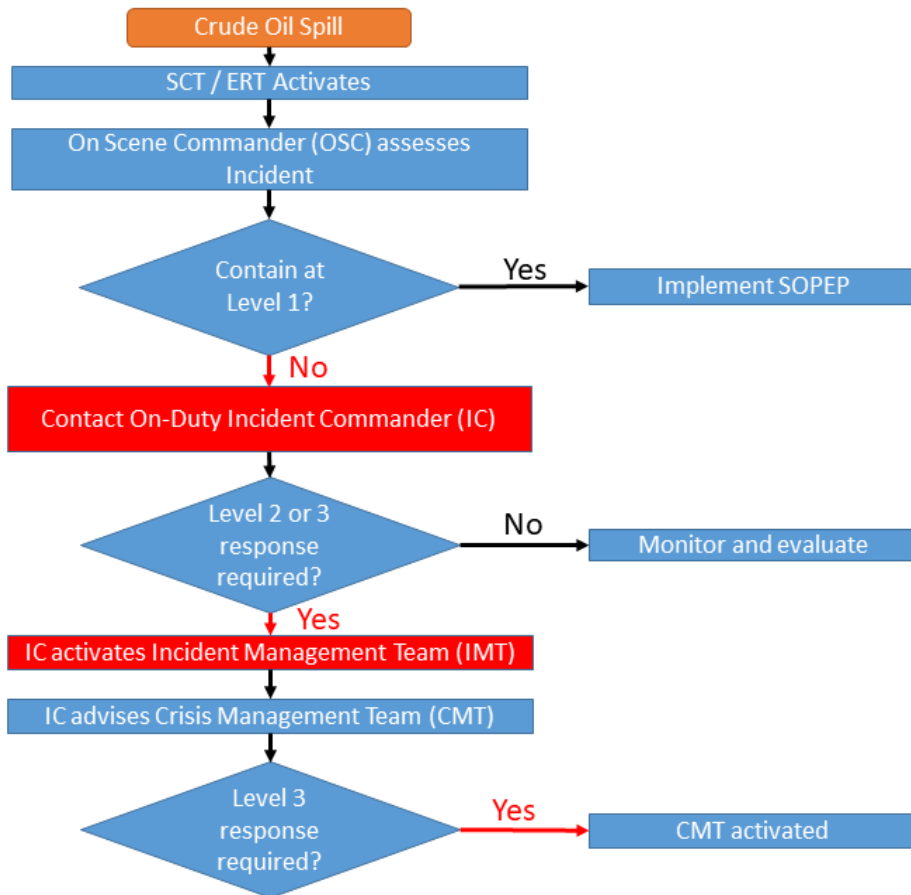 Crude Oil Spill
SCT / ERT Activates
On Scene Commander (OSC) assesses
Incident
Contain at
Level 1?
Yes
Implement SOPEP
No
Contact On-Duty Incident Commander (IC)
Level 2 or 3
response
required?
No
Monitor and evaluate
Yes
IC activates Incident Management Team (IMT)
IC advises Crisis Management Team (CMT)
Level 3
response
required?
Yes
CMT activated